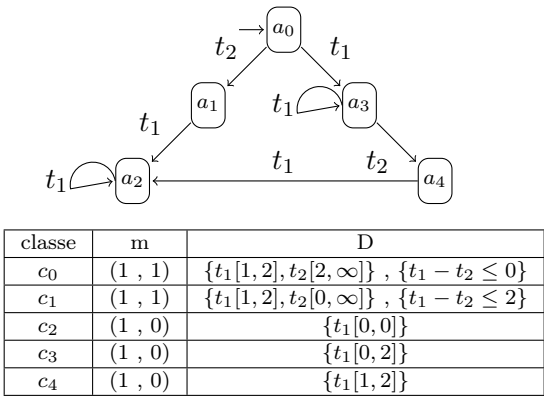 a₀
t₂ t₁
a₁ t₁ a₃
t₁
t₁ a₂ t₁ t₂ a₄
classe m D
c₀ (1 , 1) {t₁[1, 2], t₂[2, ∞]} , {t₁ − t₂ ≤ 0}
c₁ (1 , 1) {t₁[1, 2], t₂[0, ∞]} , {t₁ − t₂ ≤ 2}
c₂ (1 , 0) {t₁[0, 0]}
c₃ (1 , 0) {t₁[0, 2]}
c₄ (1 , 0) {t₁[1, 2]}